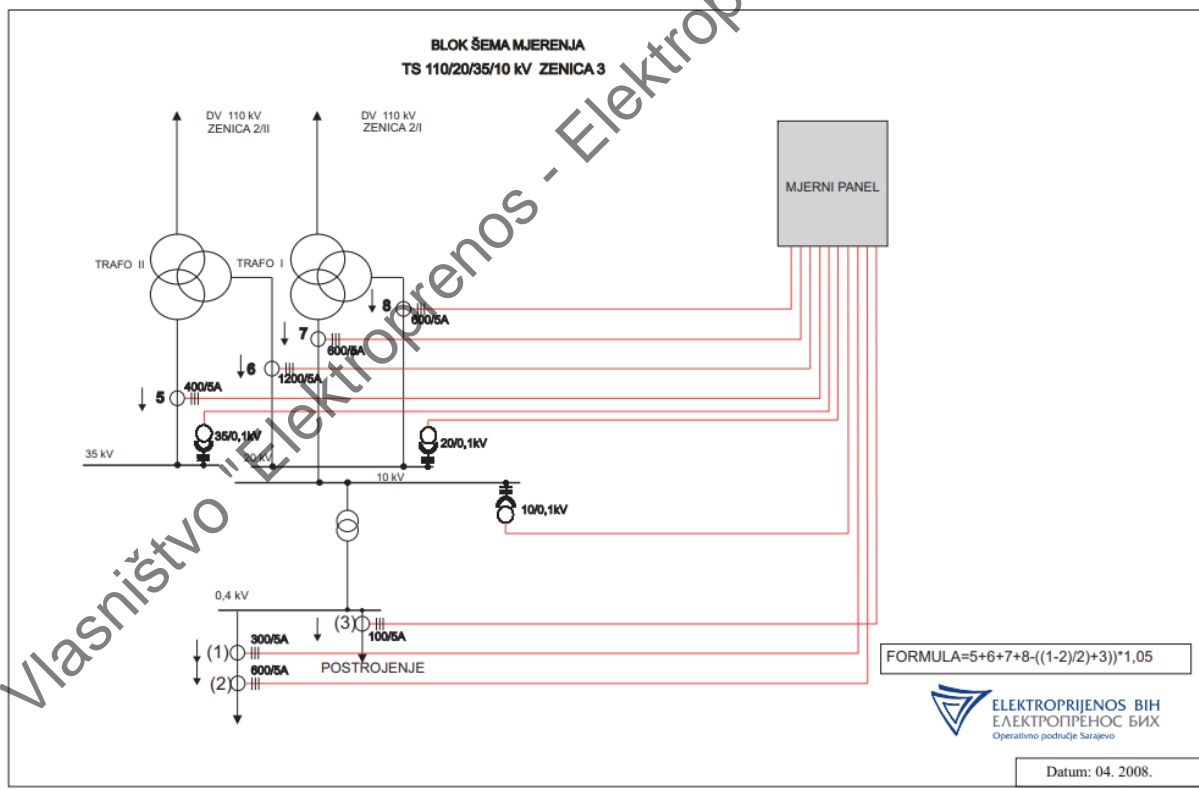 BLOK ŠEMA MJERENJA
TS 110/20/35/10 kV ZENICA 3
DV 110 kV
ZENICA 2/II
DV 110 kV
ZENICA 2/I
MJERNI PANEL
TRAFO II
TRAFO I
8
600/5A
7
600/5A
6
1200/5A
5
400/5A
35/0,1kV
20/0,1kV
35 kV
20 kV
10 kV
10/0,1kV
0,4 kV
(3)
100/5A
(1)
300/5A
(2)
600/5A
POSTROJENJE
FORMULA=5+6+7+8-((1-2)/2)+3))*1,05
ELEKTROPRIJENOS BIH
ЕЛЕКТРОПРЕНОС БИХ
Operativno područje Sarajevo
Datum: 04. 2008.
Vlasništvo "Elektroprenos - Elektrop